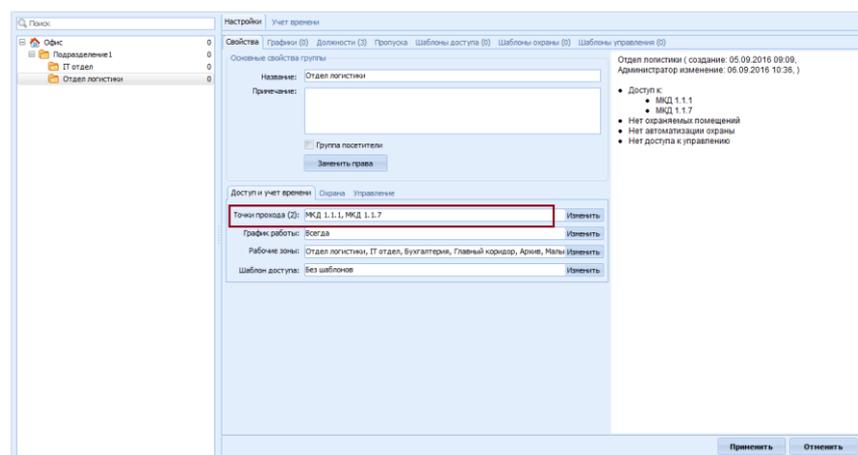 Поиск
Настройки Учет времени
Офис 0
Подразделение1 0
IT отдел 0
Отдел логистики 0
Свойства Графики (0) Должности (3) Пропуска Шаблоны доступа (0) Шаблоны охраны (0) Шаблоны управления (0)
Основные свойства группы
Название: Отдел логистики
Примечание:
Группа посетители
Заменить права
Доступ и учет времени Охрана Управление
Точки прохода (2): МКД 1.1.1, МКД 1.1.7 Изменить
График работы: Всегда Изменить
Рабочие зоны: Отдел логистики, IT отдел, Бухгалтерия, Главный коридор, Архив, Малы Изменить
Шаблон доступа: Без шаблонов Изменить
Отдел логистики ( создание: 05.09.2016 09:09,
Администратор изменение: 06.09.2016 10:36, )
Доступ к:
МКД 1.1.1
МКД 1.1.7
Нет охраняемых помещений
Нет автоматизации охраны
Нет доступа к управлению
Применить Отменить